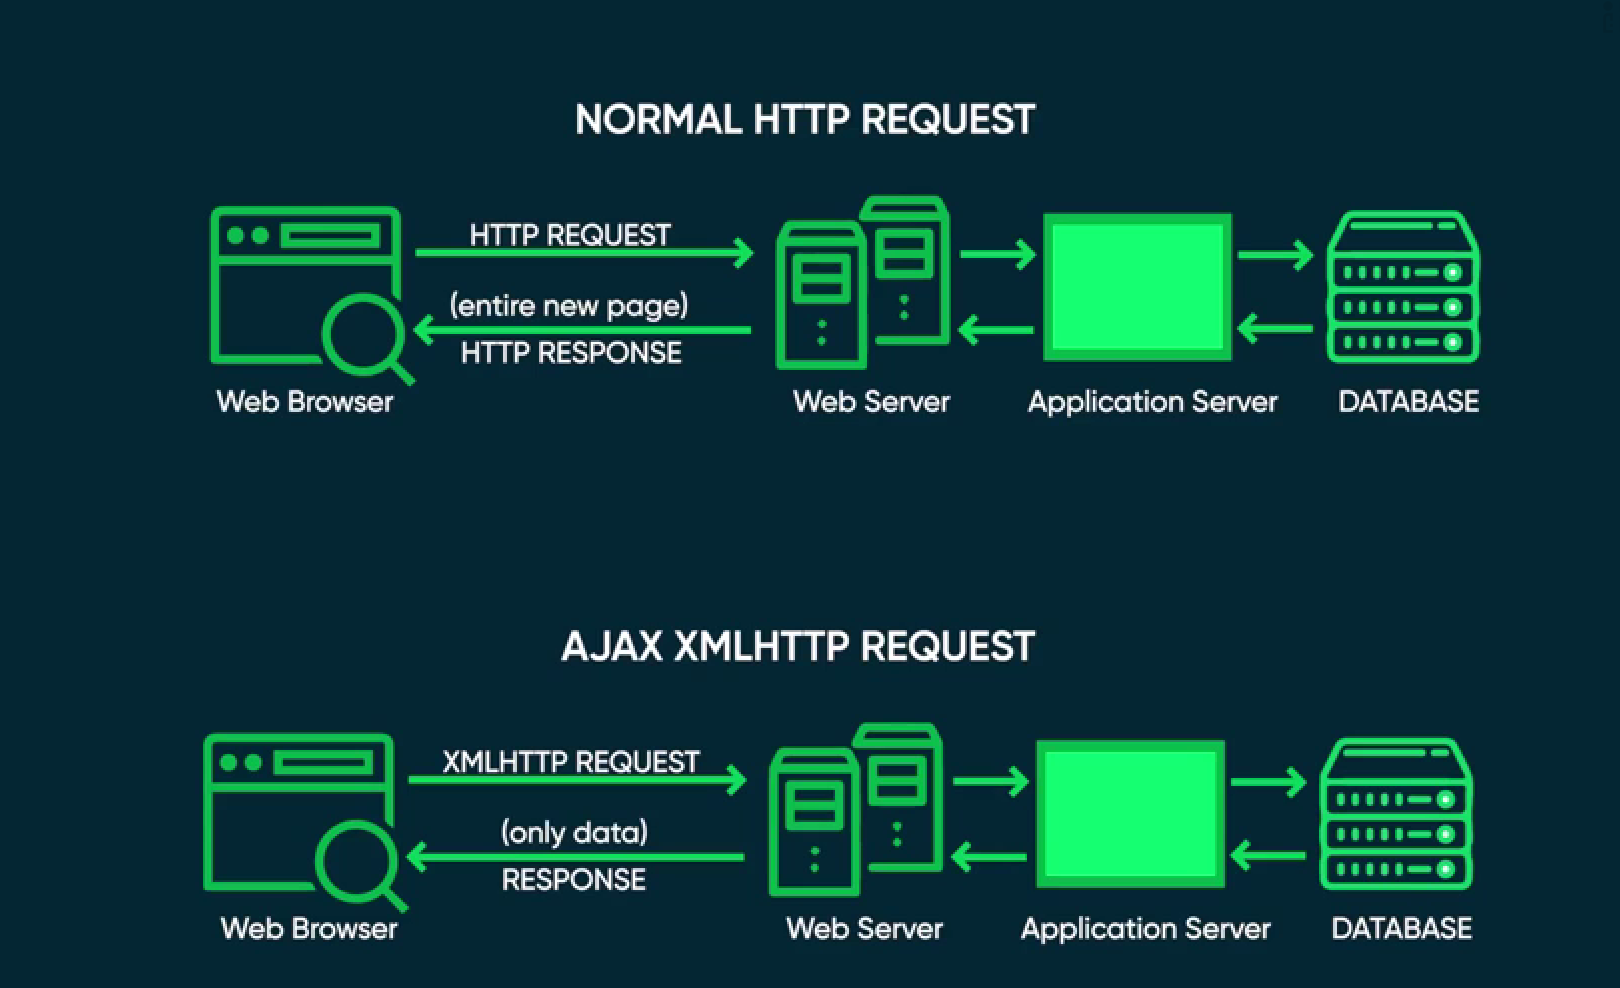 NORMAL HTTP REQUEST
HTTP REQUEST
(entire new page)
HTTP RESPONSE
Web Browser
Web Server
Application Server
DATABASE
AJAX XMLHTTP REQUEST
XMLHTTP REQUEST
(only data)
RESPONSE
Web Browser
Web Server
Application Server
DATABASE